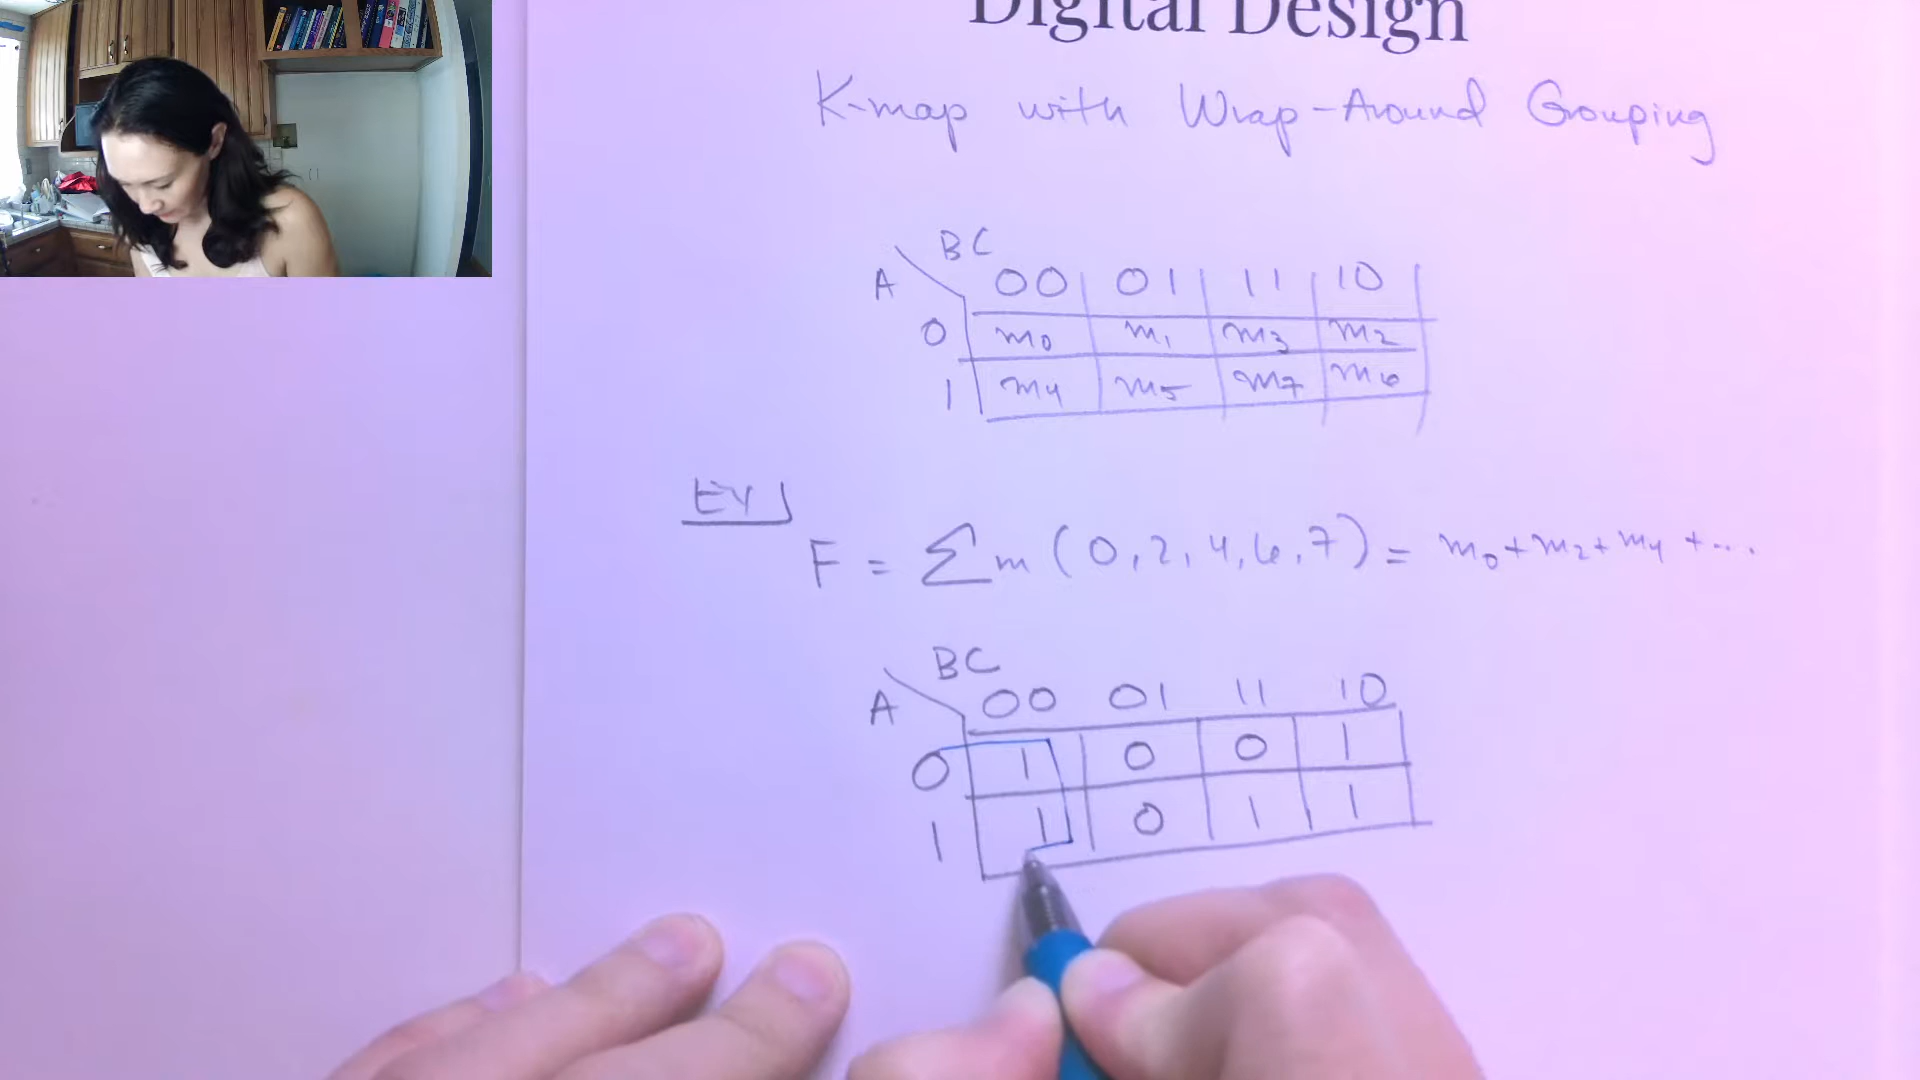 Digital Design
K-map with Wrap-Around Grouping
BC
A 00 01 11 10
0 m0 m1 m3 m2
1 m4 m5 m7 m6
EX
F = Σm (0,2,4,6,7) = m0+m2+m4+...
BC
A 00 01 11 10
0 1 0 0 1
1 1 0 1 1